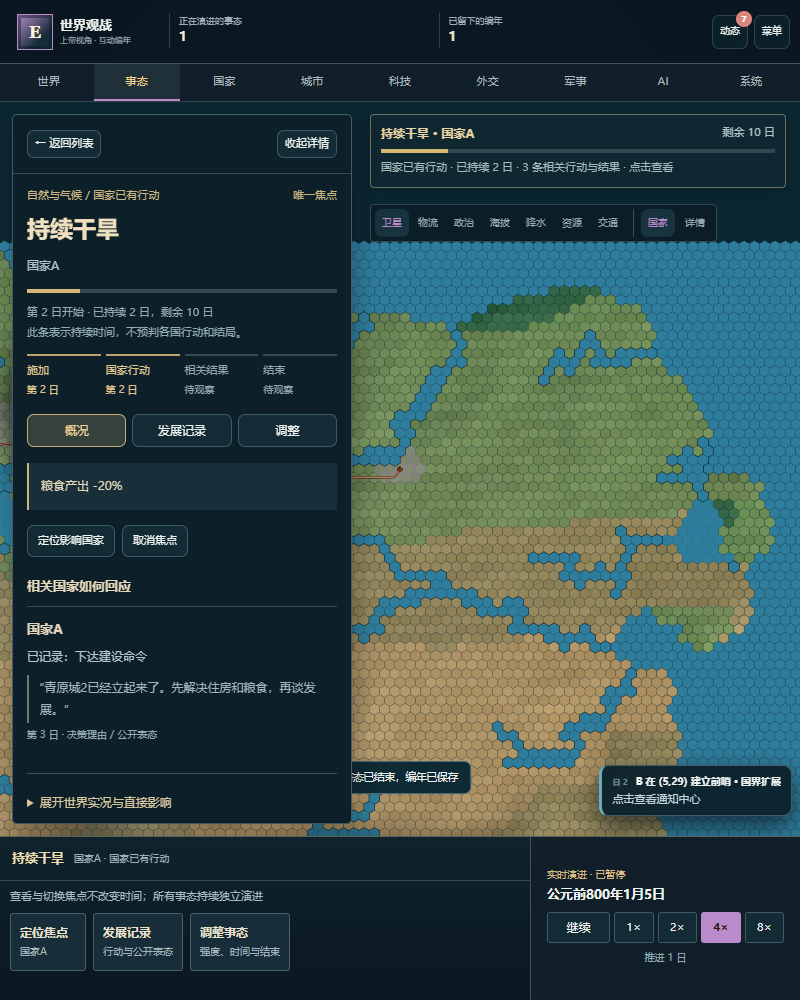 E
世界观战
上帝视角 · 互动编年
正在演进的事态
1
已留下的编年
1
动态
7
菜单
世界
事态
国家
城市
科技
外交
军事
AI
系统
← 返回列表
收起详情
自然与气候 / 国家已有行动
唯一焦点
持续干旱
国家A
第 2 日开始 · 已持续 2 日，剩余 10 日
此条表示持续时间，不预判各国行动和结局。
施加
第 2 日
国家行动
第 2 日
相关结果
待观察
结束
待观察
概况
发展记录
调整
粮食产出 -20%
定位影响国家
取消焦点
相关国家如何回应
国家A
已记录：下达建设命令
“青原城2已经立起来了。先解决住房和粮食，再谈发
展。”
第 3 日 · 决策理由 / 公开表态
▶ 展开世界实况与直接影响
持续干旱 • 国家A
剩余 10 日
国家已有行动 · 已持续 2 日 · 3 条相关行动与结果 · 点击查看
卫星
物流
政治
海拔
降水
资源
交通
国家
详情
态已结束，编年已保存
日 2 B 在 (5,29) 建立前哨 • 国界扩展
点击查看通知中心
持续干旱 国家A · 国家已有行动
查看与切换焦点不改变时间；所有事态持续独立演进
定位焦点
国家A
发展记录
行动与公开表态
调整事态
强度、时间与结束
实时演进 · 已暂停
公元前800年1月5日
继续
1×
2×
4×
8×
推进 1 日